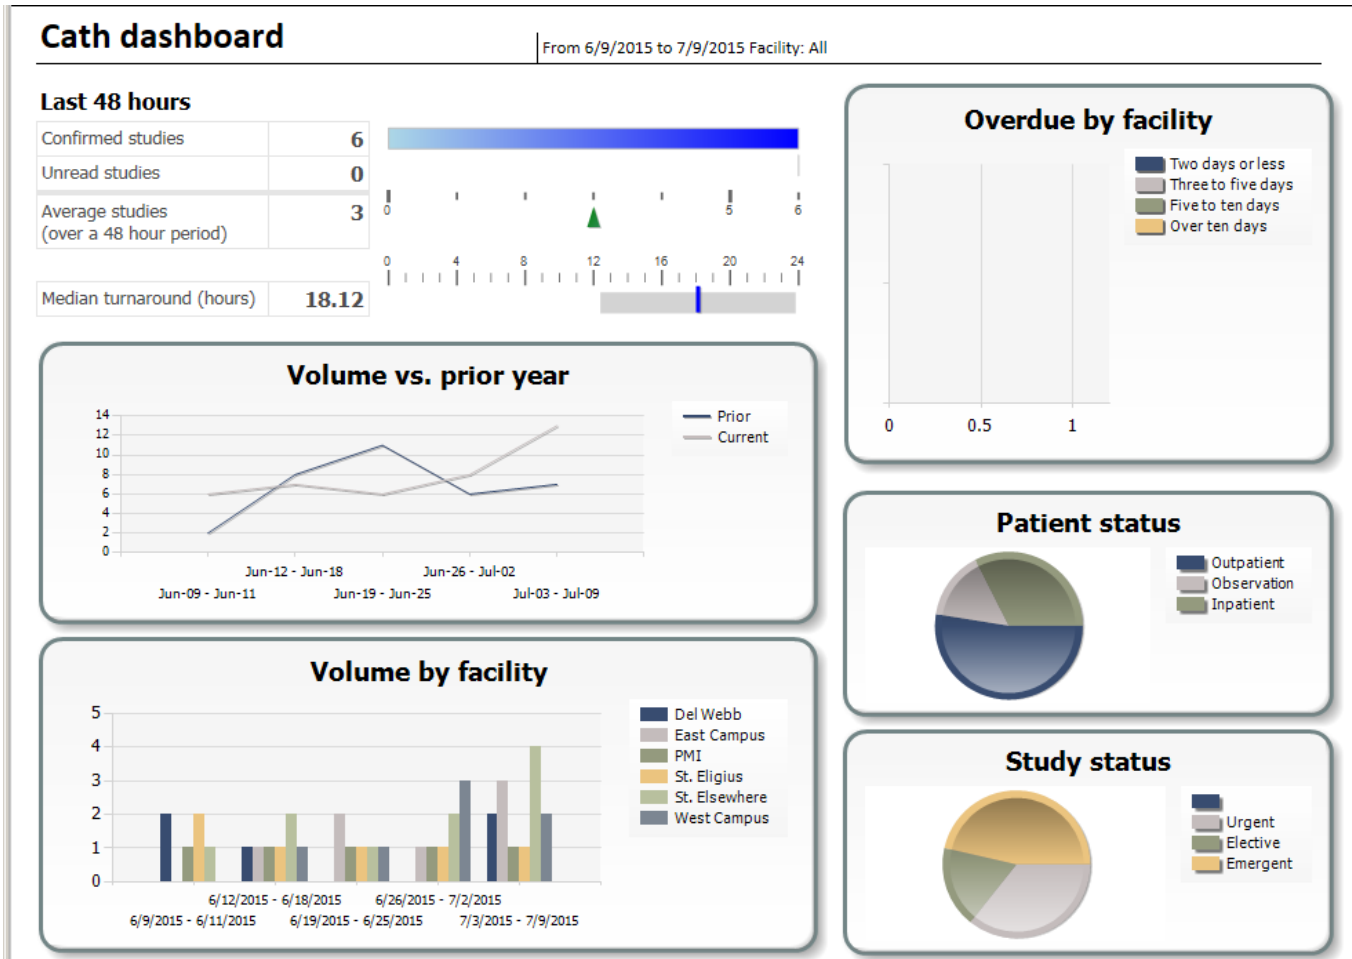 Cath dashboard
From 6/9/2015 to 7/9/2015 Facility: All
Last 48 hours
Confirmed studies 6
Unread studies 0
Average studies 3
(over a 48 hour period)
0 5 6
0 4 8 12 16 20 24
Median turnaround (hours) 18.12
Overdue by facility
Two days or less
Three to five days
Five to ten days
Over ten days
0 0.5 1
Volume vs. prior year
14
12
10
8
6
4
2
0
Prior
Current
Jun-12 - Jun-18 Jun-26 - Jul-02
Jun-09 - Jun-11 Jun-19 - Jun-25 Jul-03 - Jul-09
Patient status
Outpatient
Observation
Inpatient
Volume by facility
5
4
3
2
1
0
Del Webb
East Campus
PMI
St. Eligius
St. Elsewhere
West Campus
6/12/2015 - 6/18/2015 6/26/2015 - 7/2/2015
6/9/2015 - 6/11/2015 6/19/2015 - 6/25/2015 7/3/2015 - 7/9/2015
Study status
Urgent
Elective
Emergent